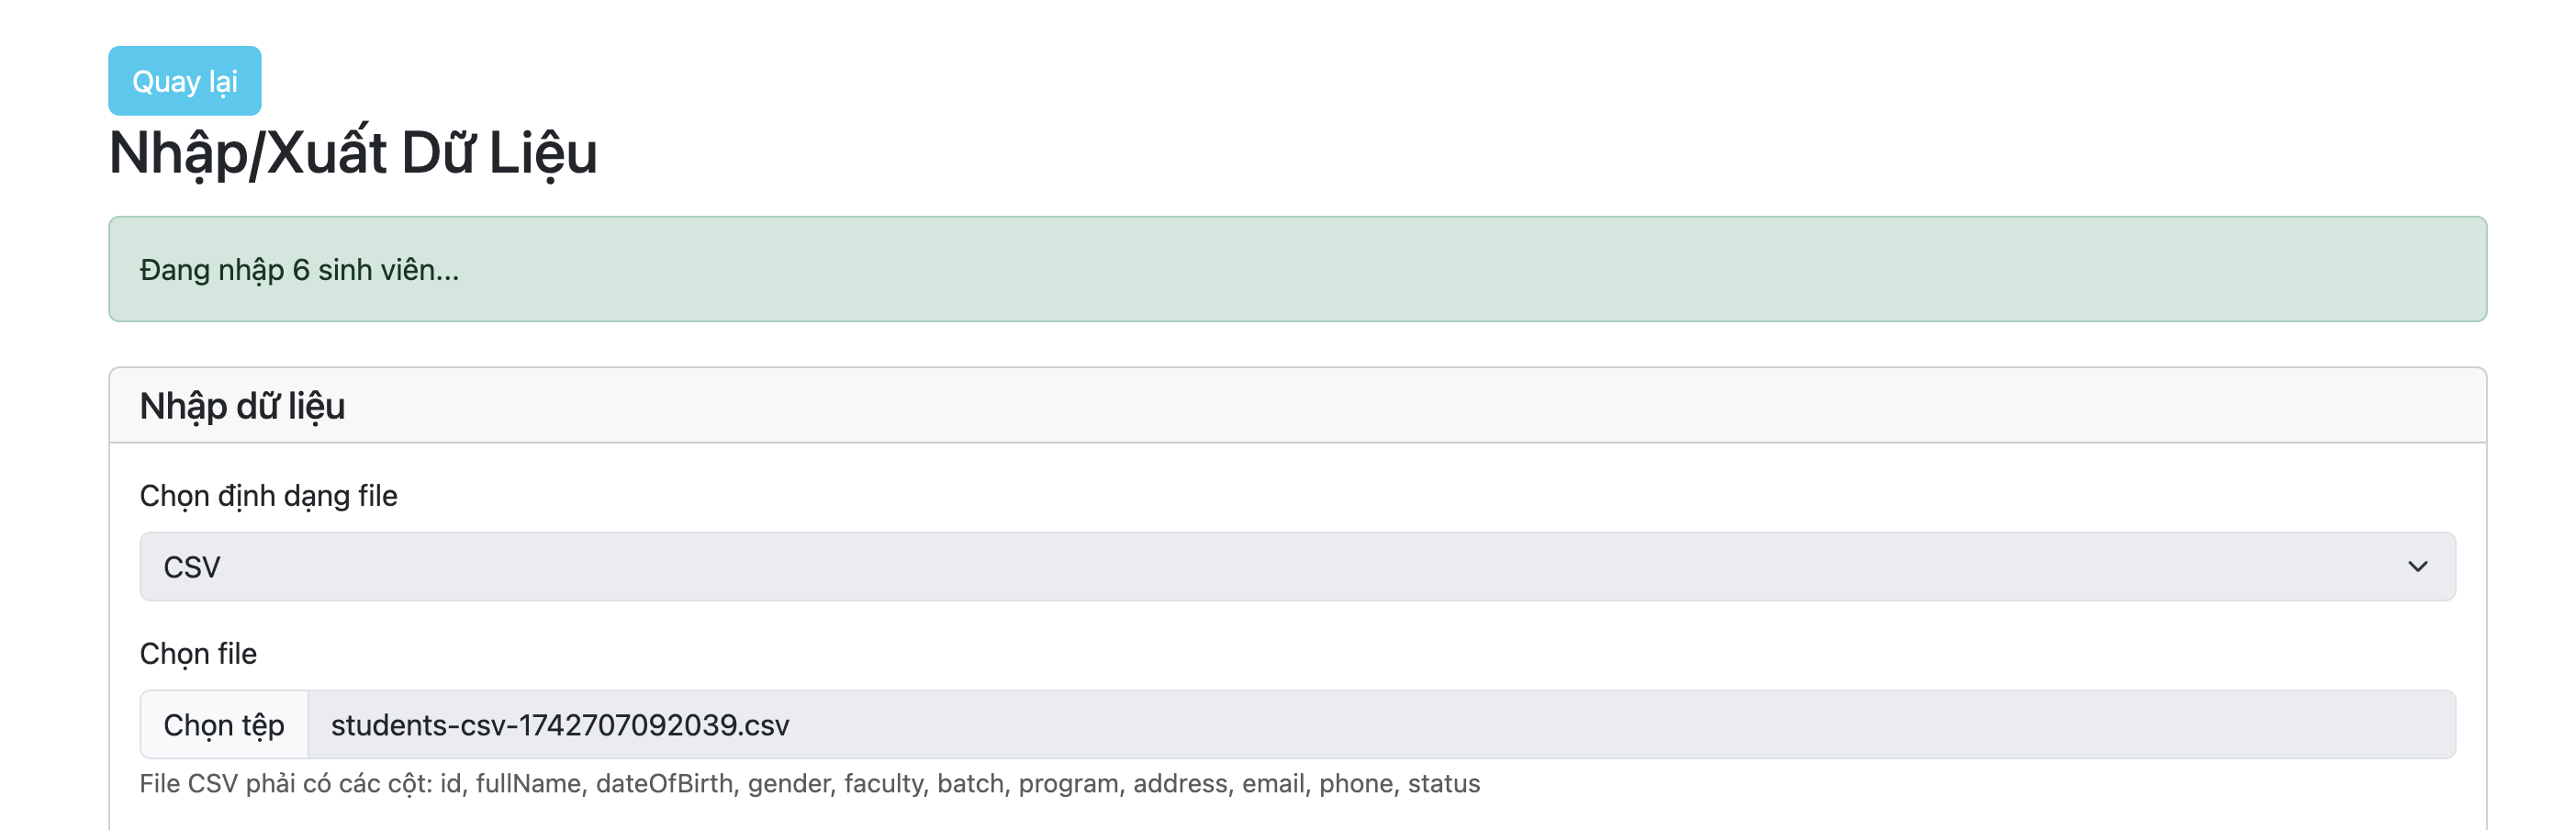 Quay lại
Nhập/Xuất Dữ Liệu
Đang nhập 6 sinh viên...
Nhập dữ liệu
Chọn định dạng file
CSV
Chọn file
Chọn tệp students-csv-1742707092039.csv
File CSV phải có các cột: id, fullName, dateOfBirth, gender, faculty, batch, program, address, email, phone, status